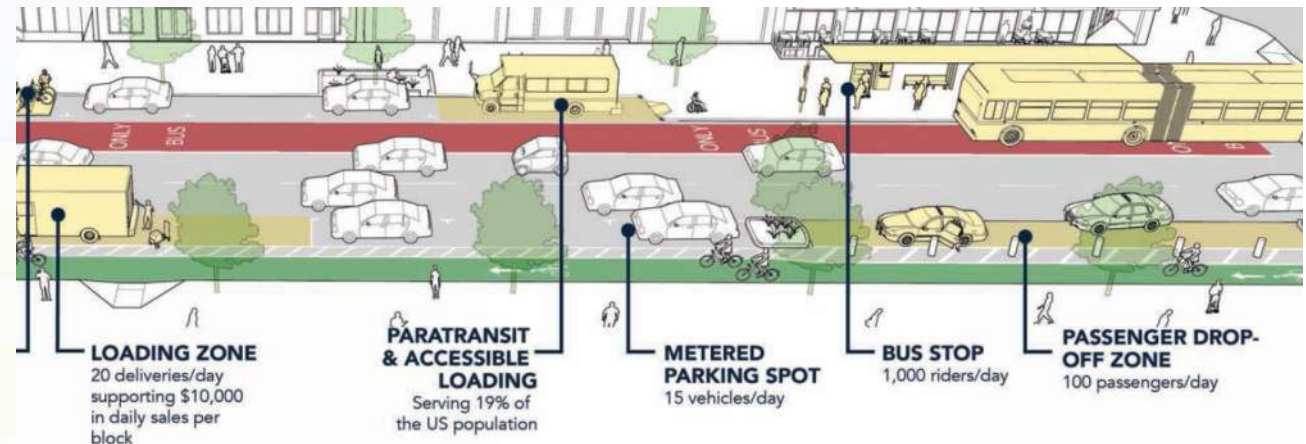 ONLY
BUS
ONLY
BUS
LOADING ZONE
20 deliveries/day
supporting $10,000
in daily sales per
block
PARATRANSIT
& ACCESSIBLE
LOADING
Serving 19% of
the US population
METERED
PARKING SPOT
15 vehicles/day
BUS STOP
1,000 riders/day
PASSENGER DROP-
OFF ZONE
100 passengers/day